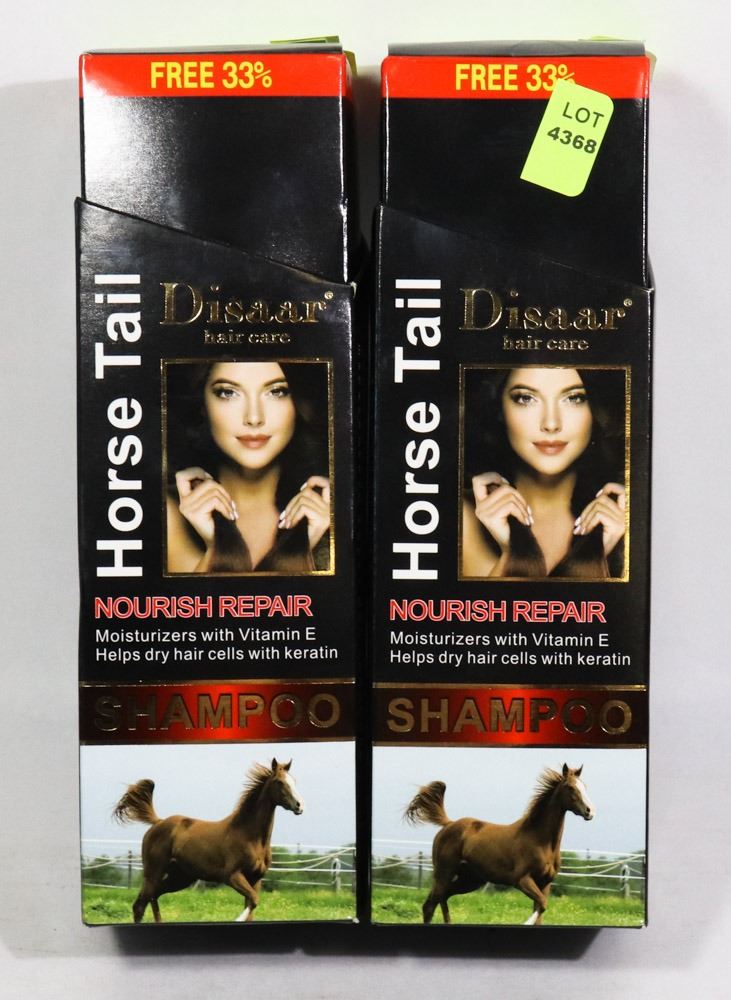 FREE 33%
Horse Tail
Disaar®
hair care
NOURISH REPAIR
Moisturizers with Vitamin E
Helps dry hair cells with keratin
SHAMPOO
FREE 33%
LOT
4368
Horse Tail
Disaar®
hair care
NOURISH REPAIR
Moisturizers with Vitamin E
Helps dry hair cells with keratin
SHAMPOO